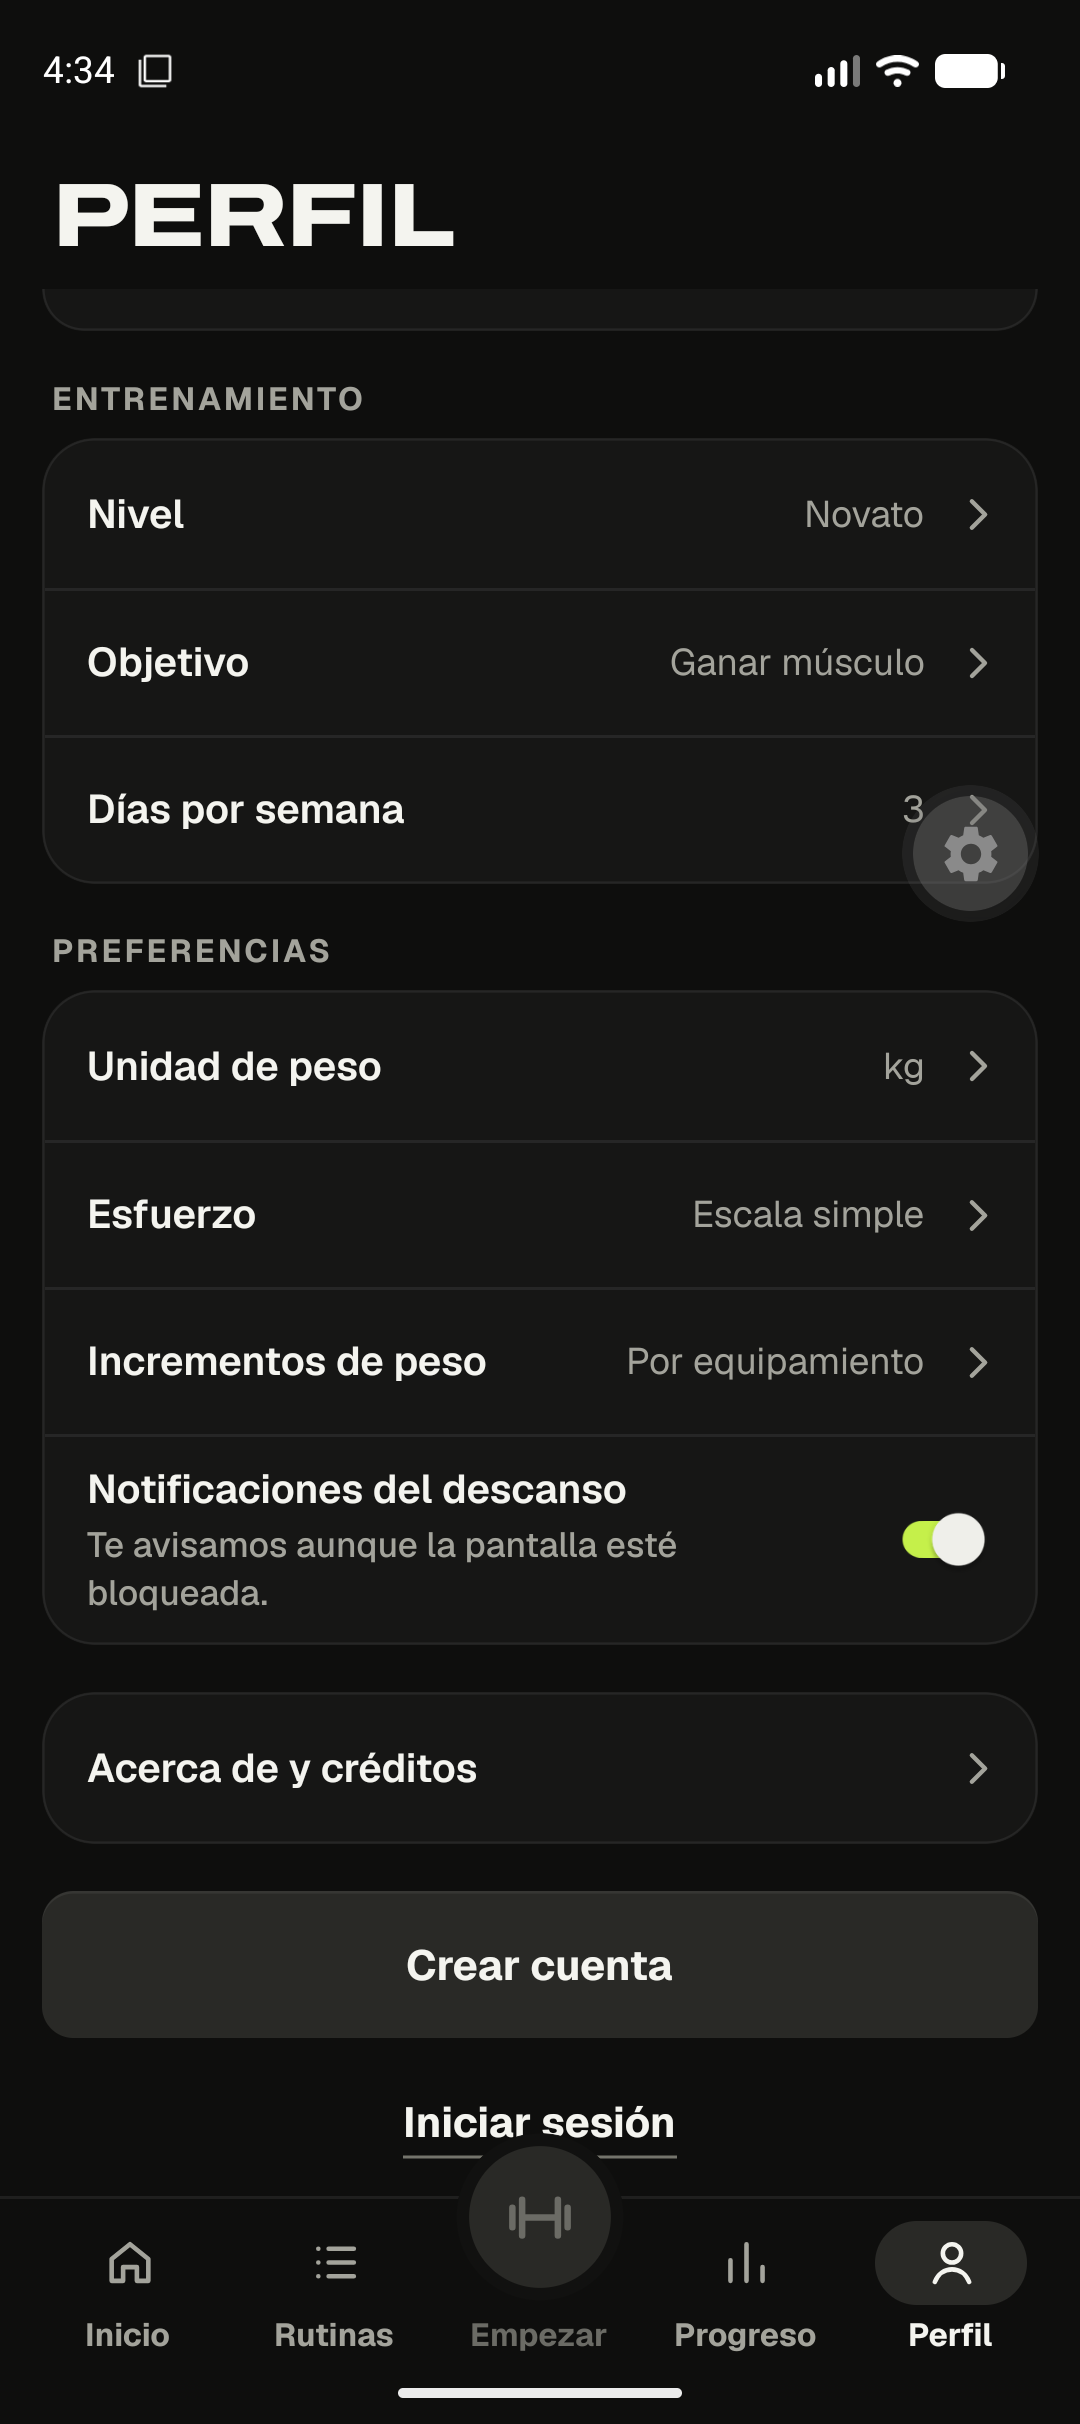 4:34
PERFIL
ENTRENAMIENTO
Nivel Novato
Objetivo Ganar músculo
Días por semana 3
PREFERENCIAS
Unidad de peso kg
Esfuerzo Escala simple
Incrementos de peso Por equipamiento
Notificaciones del descanso
Te avisamos aunque la pantalla esté
bloqueada.
Acerca de y créditos
Crear cuenta
Iniciar sesión
Inicio Rutinas Empezar Progreso Perfil